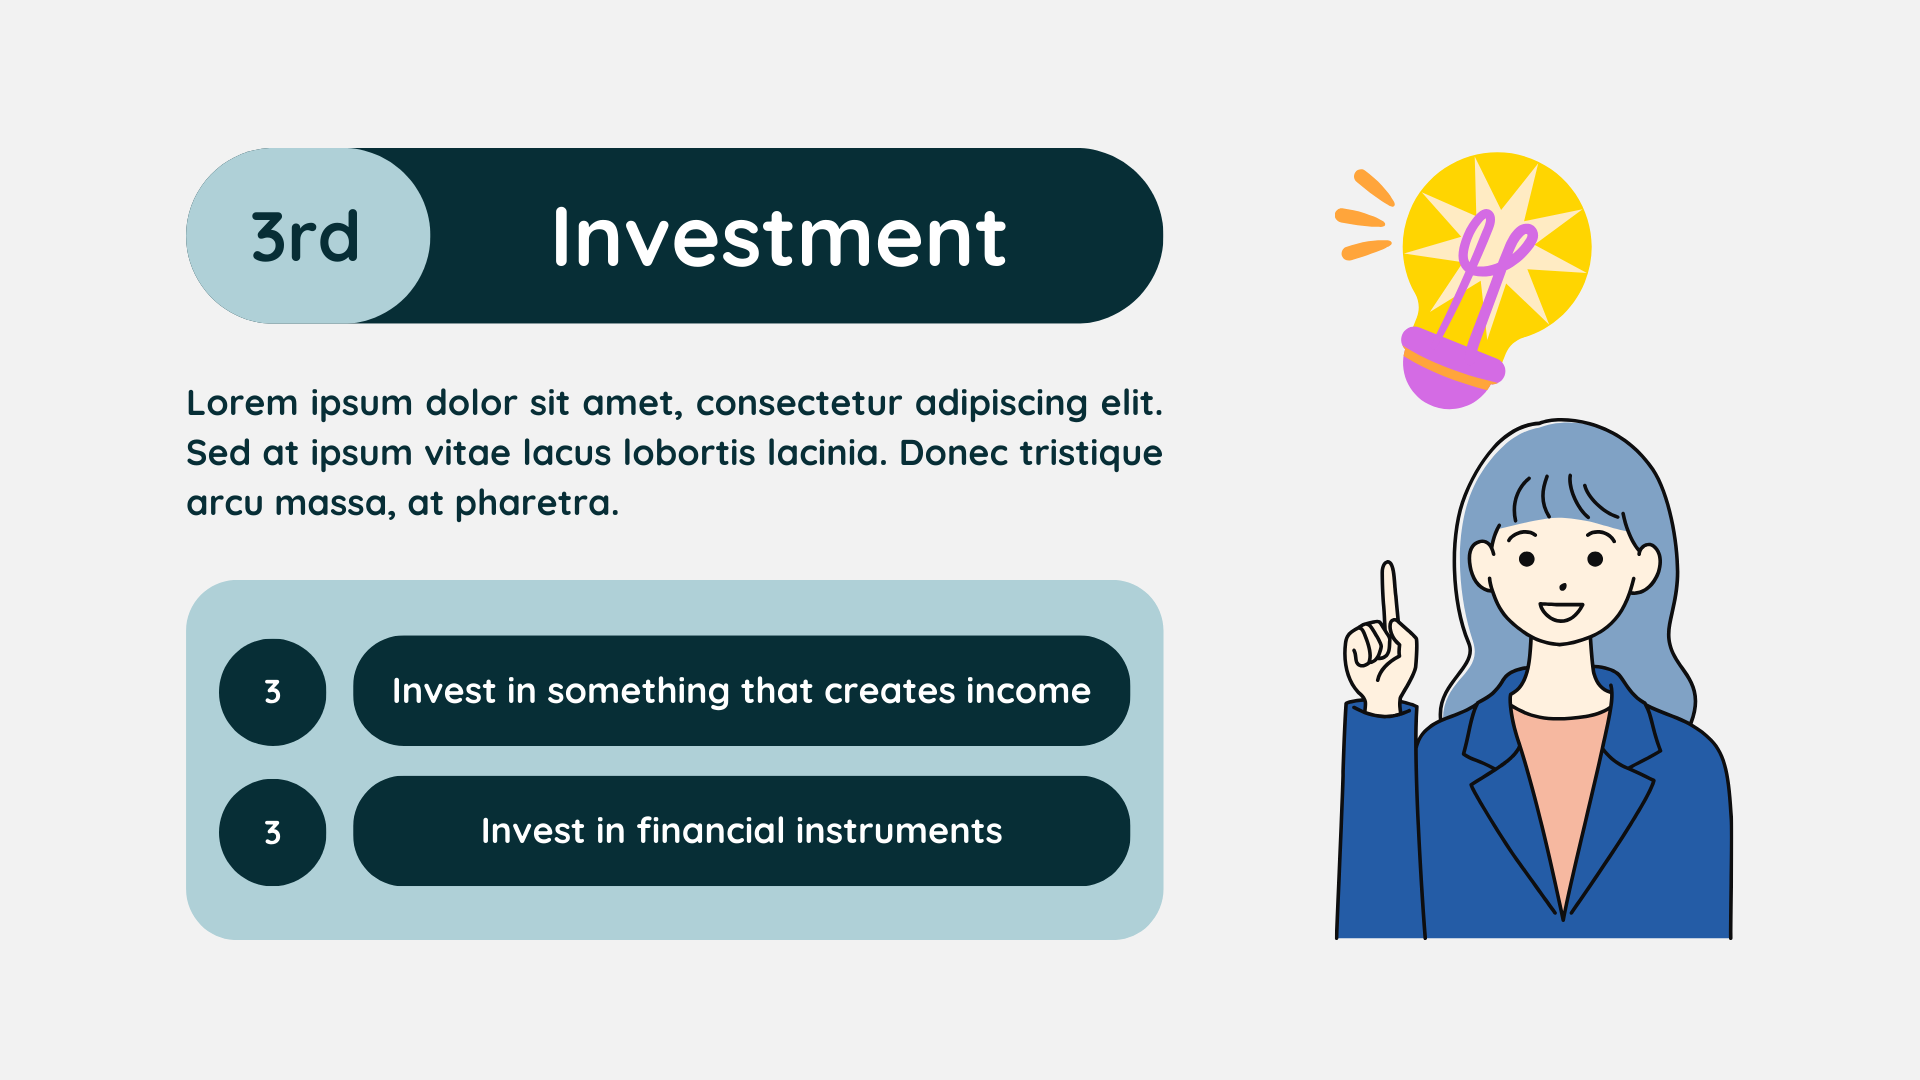 3rd
Investment
Lorem ipsum dolor sit amet, consectetur adipiscing elit.
Sed at ipsum vitae lacus lobortis lacinia. Donec tristique
arcu massa, at pharetra.
3
Invest in something that creates income
3
Invest in financial instruments